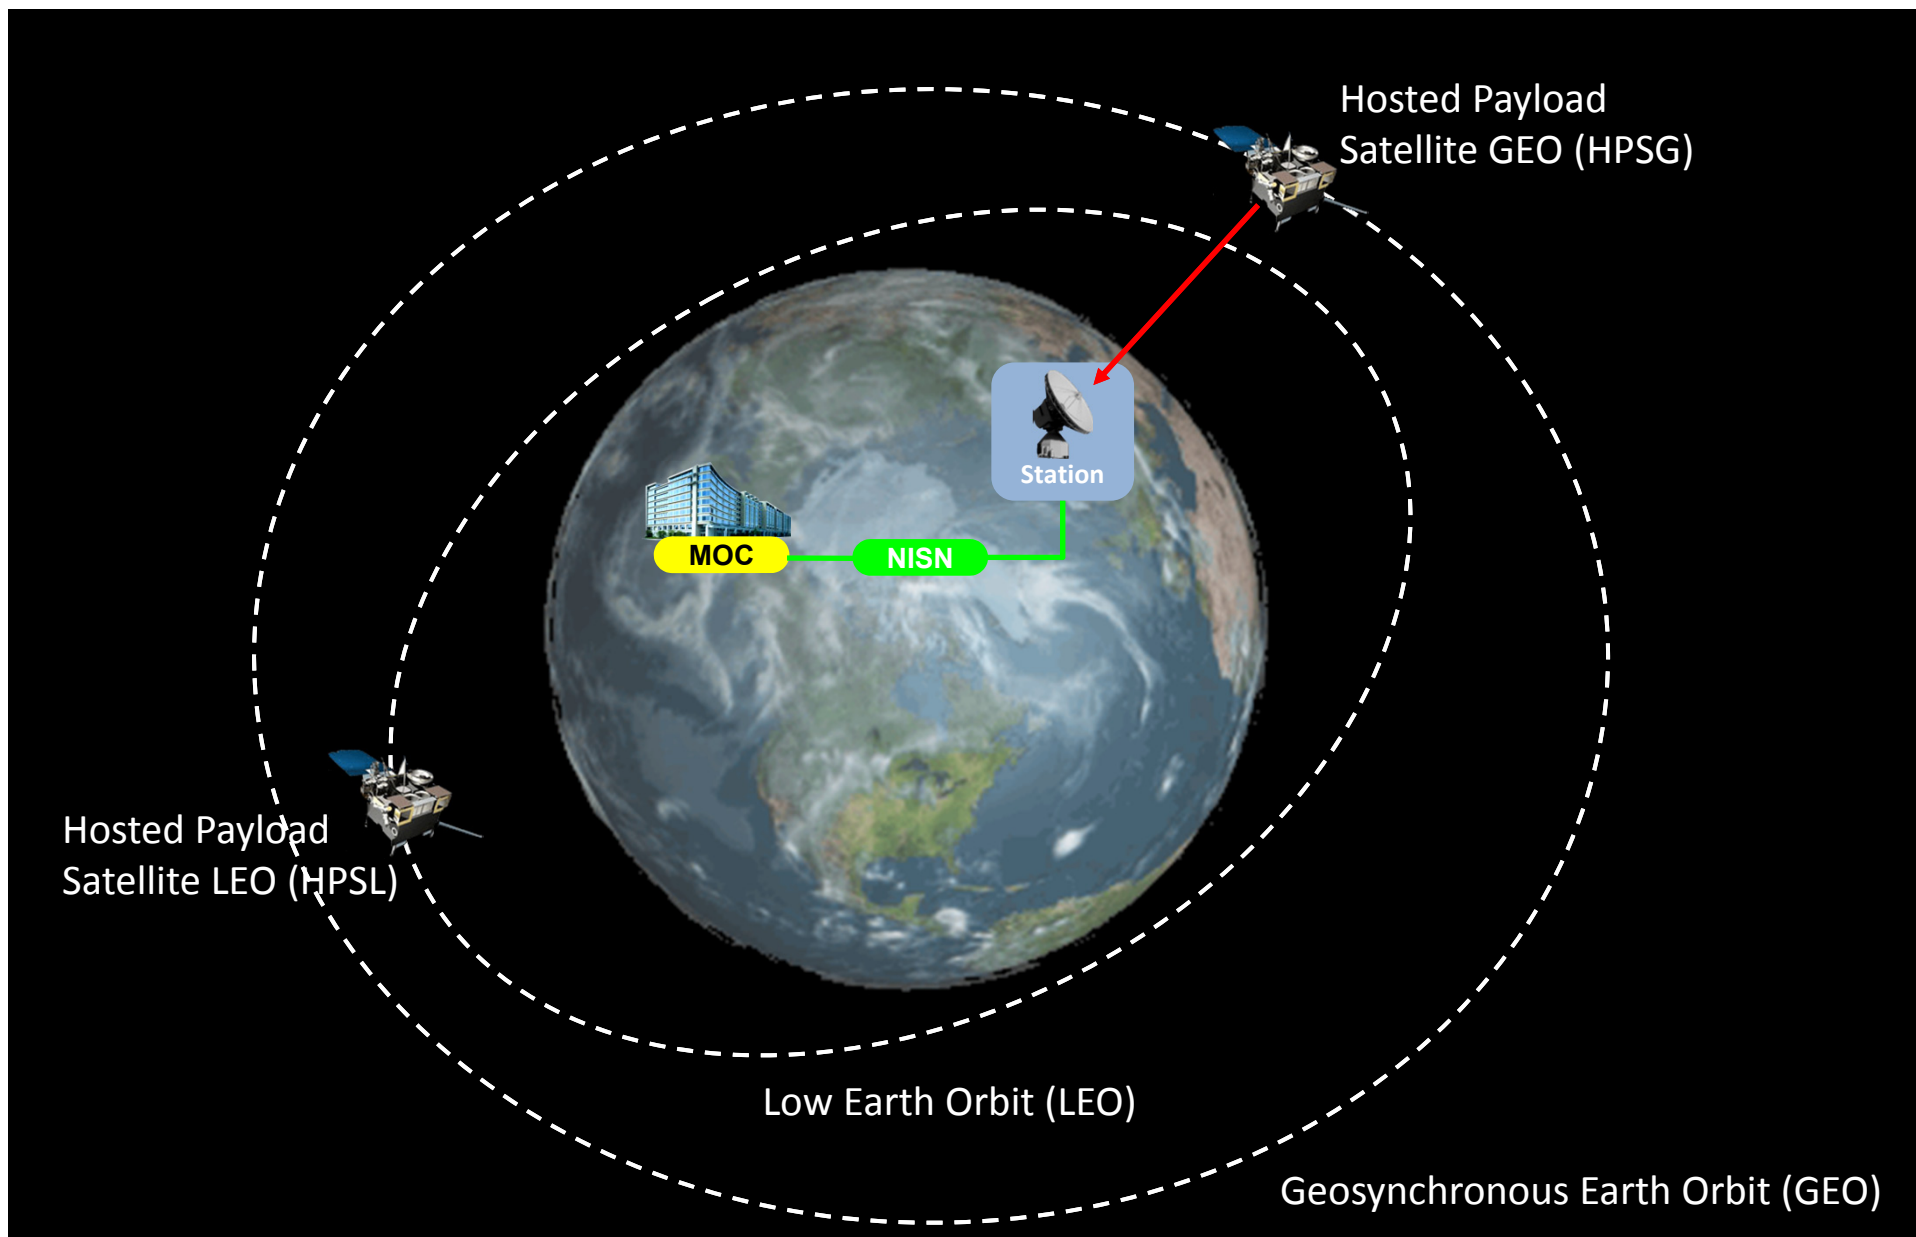 Hosted Payload
Satellite GEO (HPSG)
Station
MOC
NISN
Hosted Payload
Satellite LEO (HPSL)
Low Earth Orbit (LEO)
Geosynchronous Earth Orbit (GEO)